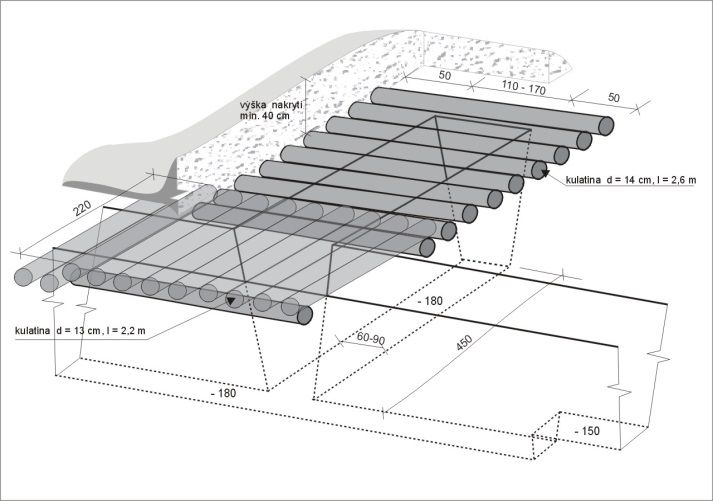 50
110 - 170
50
výška nakrytí
min. 40 cm
kulatina d = 14 cm, l = 2,6 m
220
- 180
kulatina d = 13 cm, l = 2,2 m
60-90
450
- 180
- 150